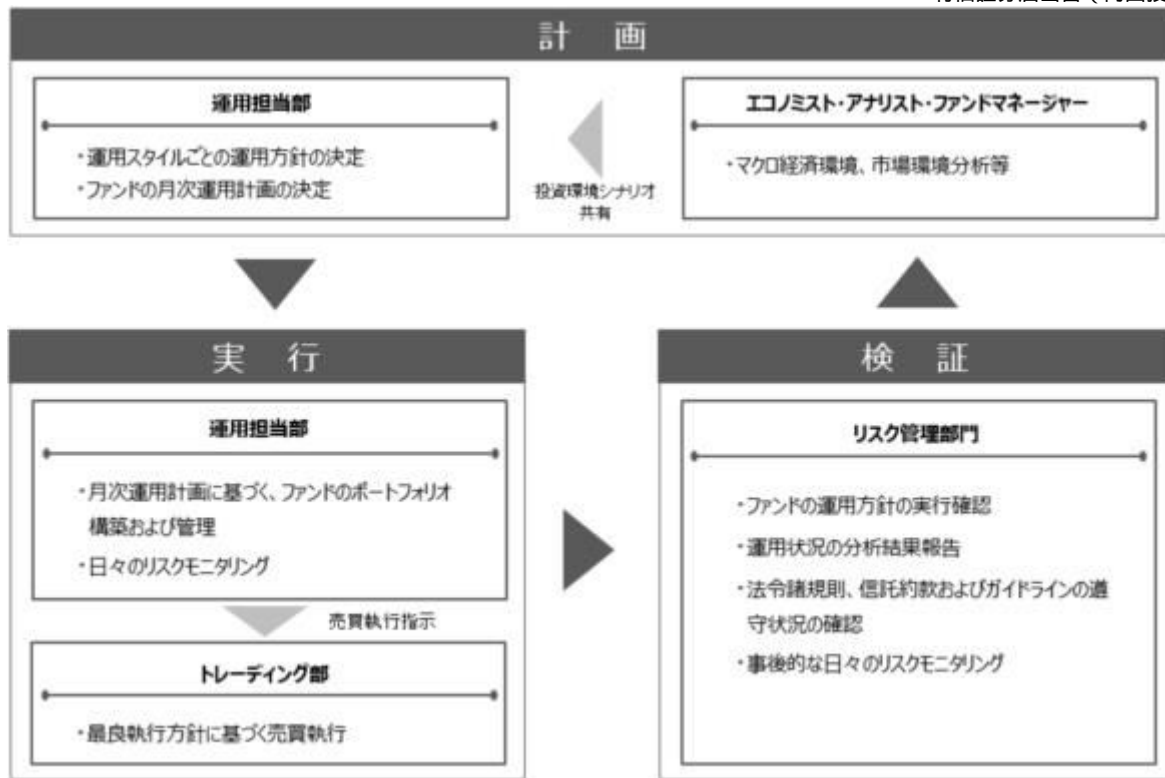 計 画
運用担当部
・運用スタイルごとの運用方針の決定
・ファンドの月次運用計画の決定
投資環境シナリオ
共有
エコノミスト・アナリスト・ファンドマネージャー
・マクロ経済環境、市場環境分析等
実 行
運用担当部
・月次運用計画に基づく、ファンドのポートフォリオ
構築および管理
・日々のリスクモニタリング
売買執行指示
トレーディング部
・最良執行方針に基づく売買執行
検 証
リスク管理部門
・ファンドの運用方針の実行確認
・運用状況の分析結果報告
・法令諸規則、信託約款およびガイドラインの遵
守状況の確認
・事後的な日々のリスクモニタリング